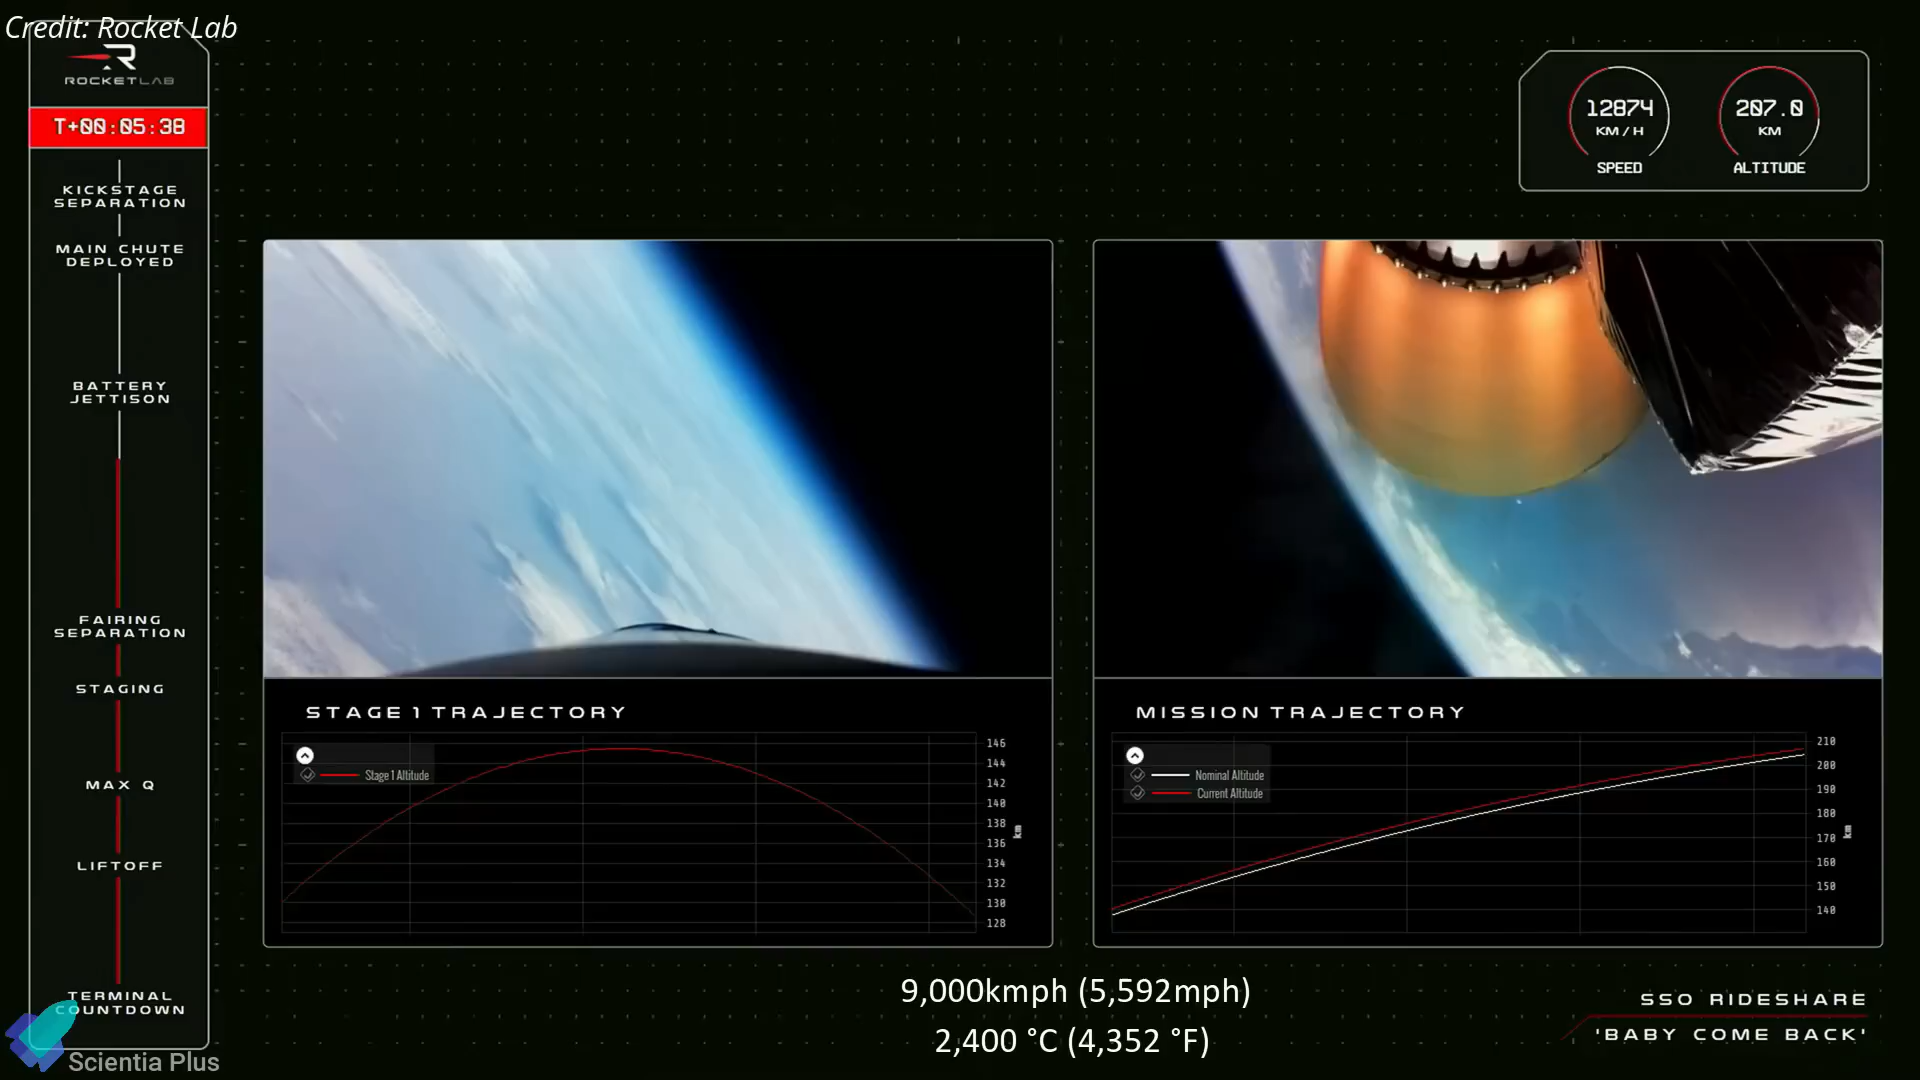 Credit: Rocket Lab
R
ROCKETLAB
T+00:05:38
KICKSTAGE
SEPARATION
MAIN CHUTE
DEPLOYED
BATTERY
JETTISON
FAIRING
SEPARATION
STAGING
MAX Q
LIFTOFF
TERMINAL
COUNTDOWN
Scientia Plus
12874
KM/H
SPEED
207.0
KM
ALTITUDE
STAGE 1 TRAJECTORY
Stage 1 Altitude
146
144
142
140
138
136
134
132
130
128
km
MISSION TRAJECTORY
Nominal Altitude
Current Altitude
210
200
190
180
170
160
150
140
km
9,000kmph (5,592mph)
2,400 °C (4,352 °F)
SSO RIDESHARE
'BABY COME BACK'